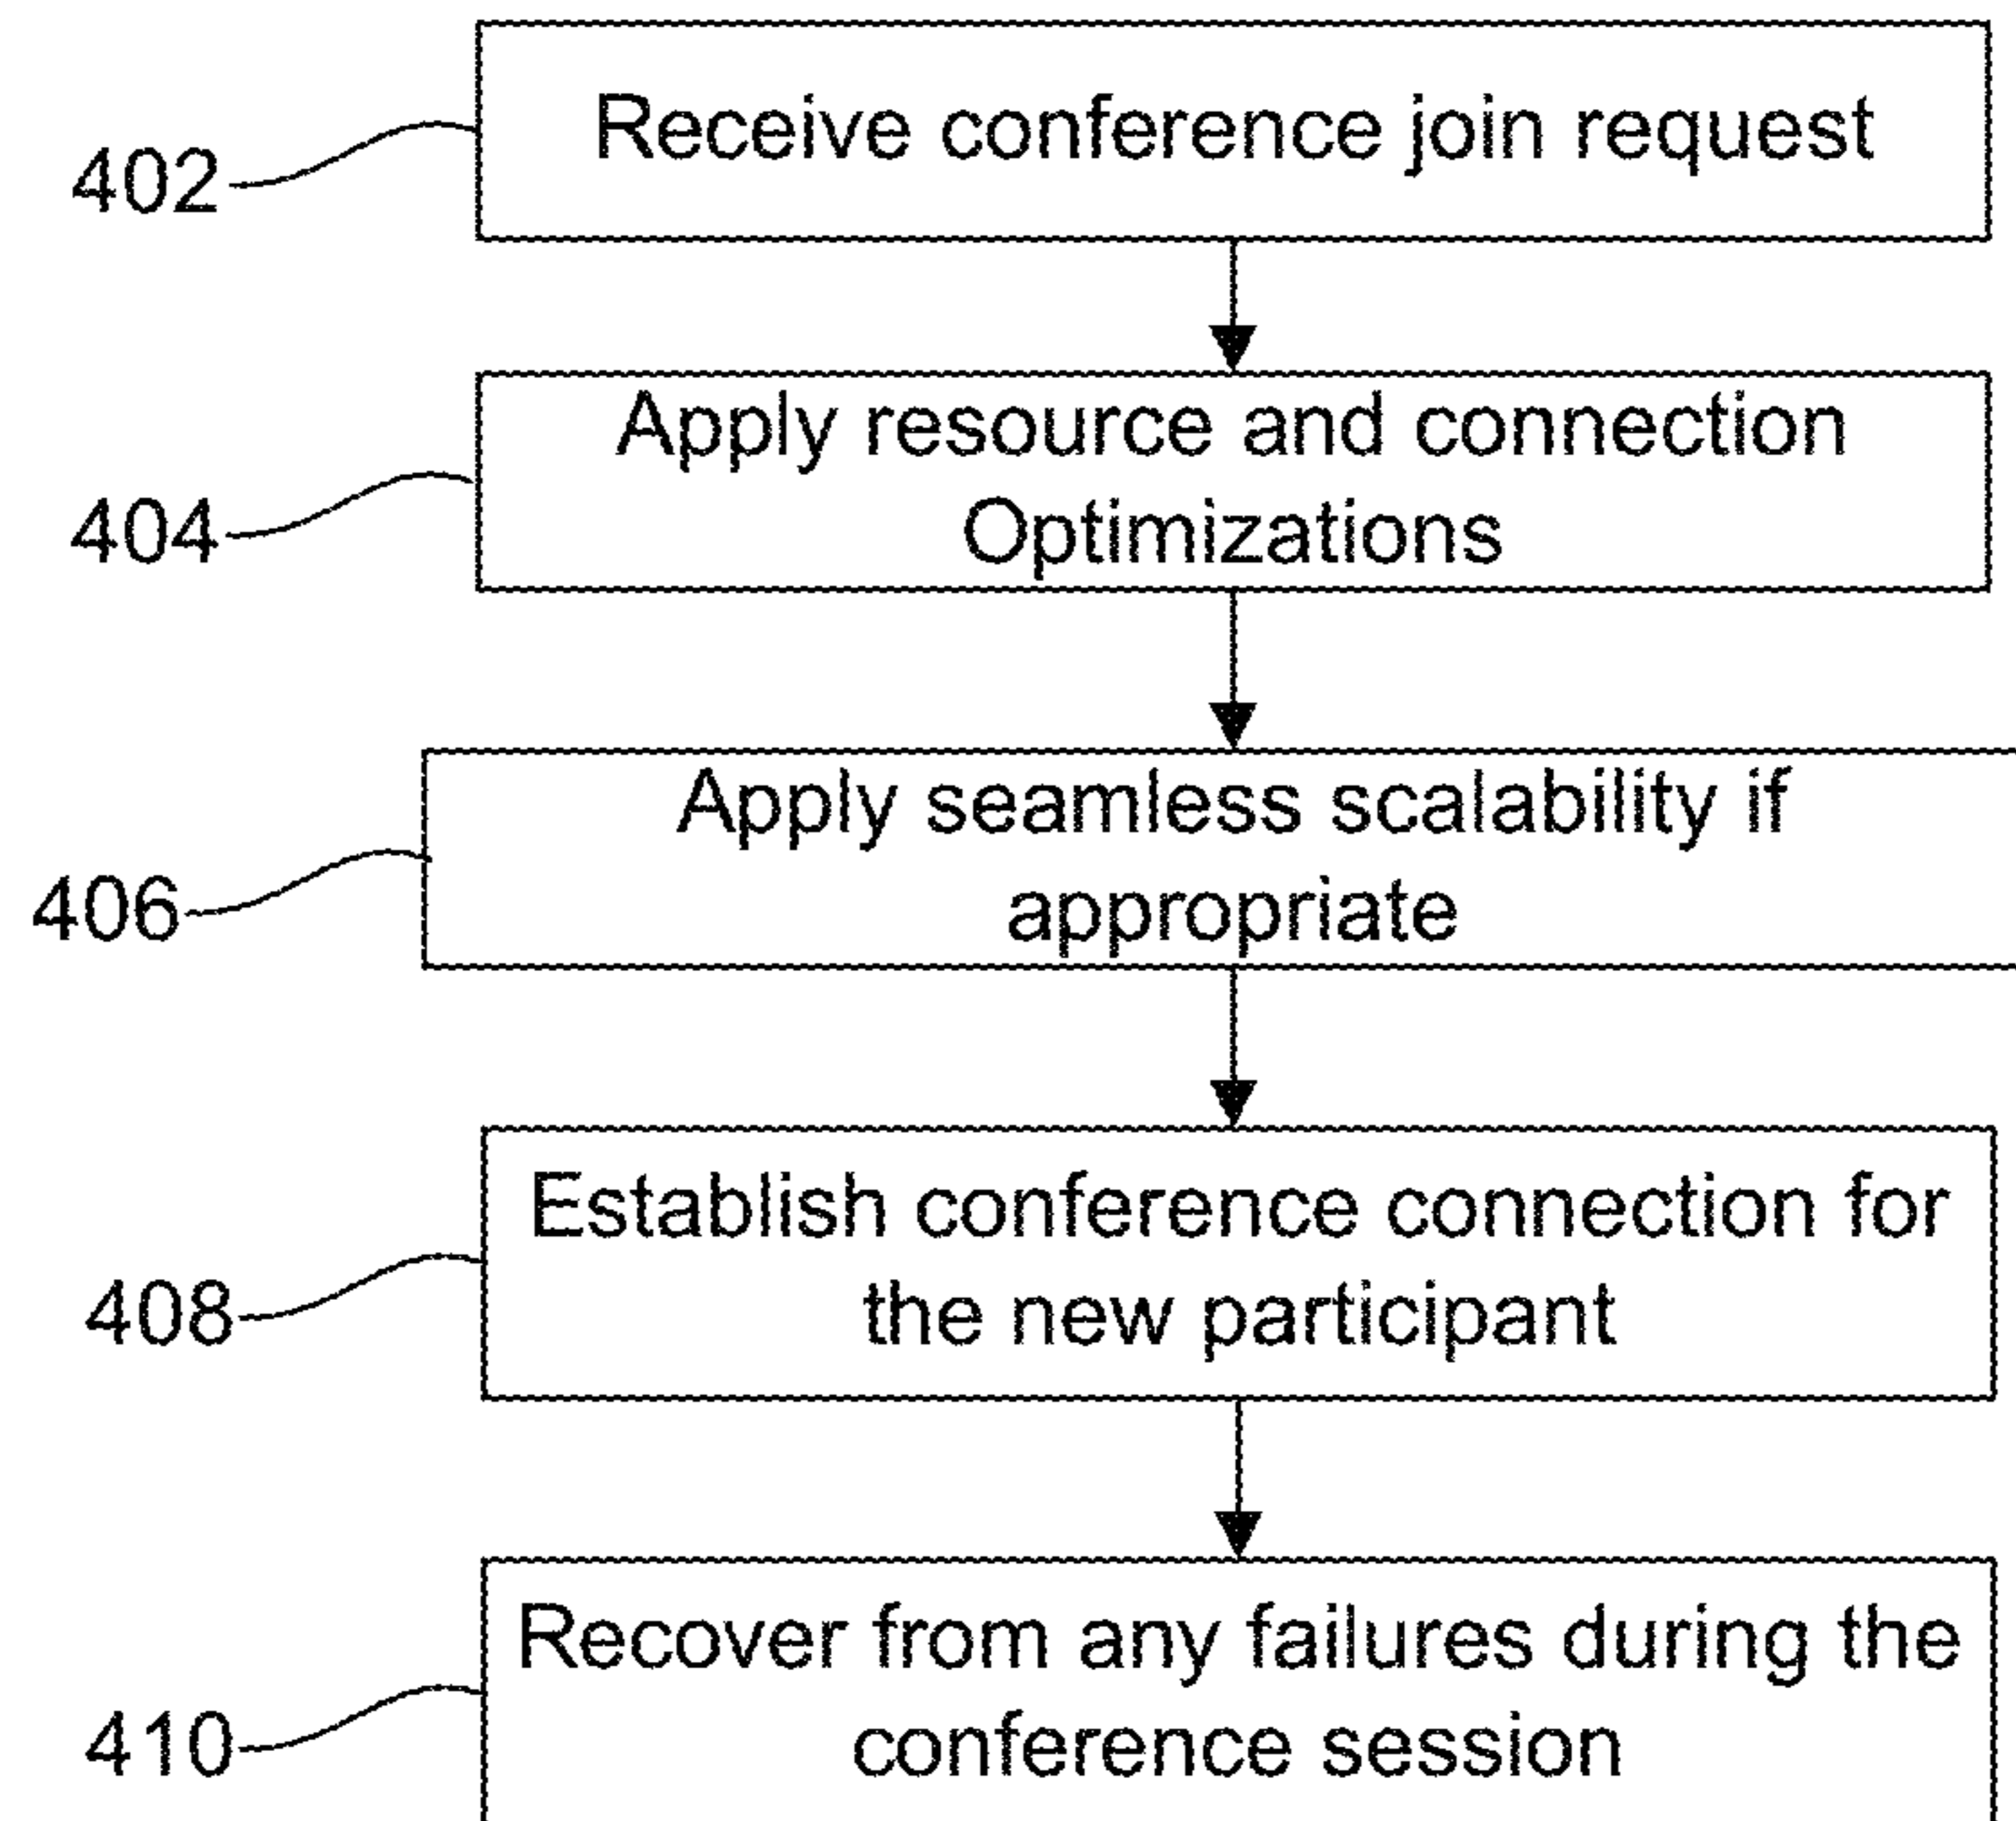 402
Receive conference join request
404
Apply resource and connection
Optimizations
406
Apply seamless scalability if
appropriate
408
Establish conference connection for
the new participant
410
Recover from any failures during the
conference session